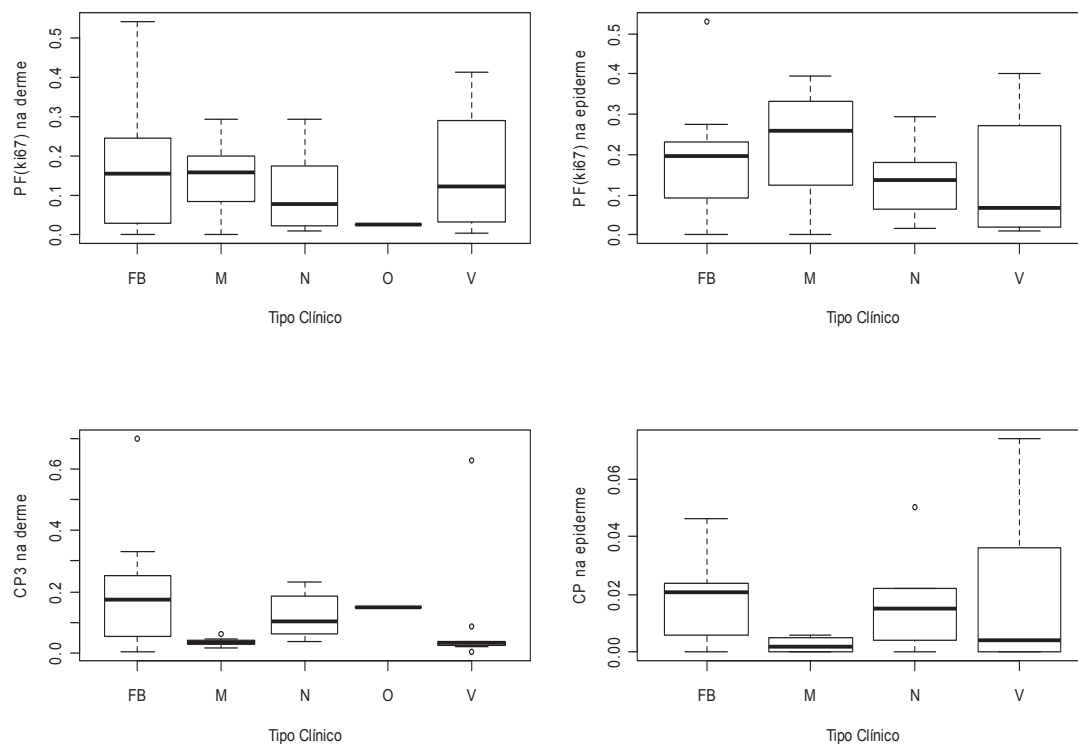 PF(ki67) na derme
0.0 0.1 0.2 0.3 0.4 0.5
FB M N O V
Tipo Clínico
PF(ki67) na epiderme
0.0 0.1 0.2 0.3 0.4 0.5
FB M N V
Tipo Clínico
CP3 na derme
0.0 0.2 0.4 0.6
FB M N O V
Tipo Clínico
CP na epiderme
0.00 0.02 0.04 0.06
FB M N V
Tipo Clínico